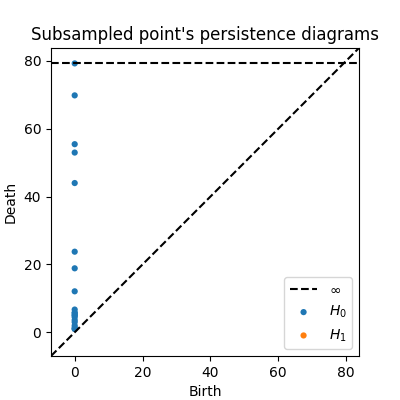 Subsampled point's persistence diagrams
80
60
40
20
0
Death
∞
H₀
H₁
0 20 40 60 80
Birth